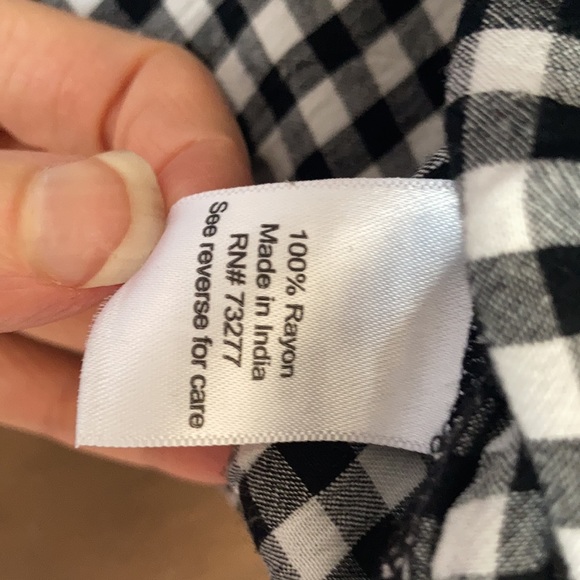 100% Rayon
Made in India
RN# 73277
See reverse for care